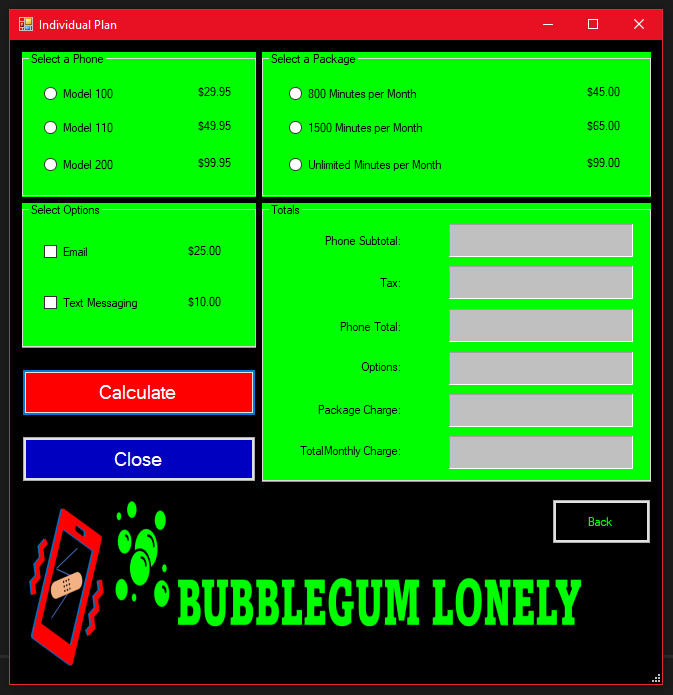 Individual Plan
Select a Phone
Model 100 $29.95
Model 110 $49.95
Model 200 $99.95
Select a Package
800 Minutes per Month $45.00
1500 Minutes per Month $65.00
Unlimited Minutes per Month $99.00
Select Options
Email $25.00
Text Messaging $10.00
Totals
Phone Subtotal:
Tax:
Phone Total:
Options:
Package Charge:
TotalMonthly Charge:
Calculate
Close
Back
BUBBLEGUM LONELY